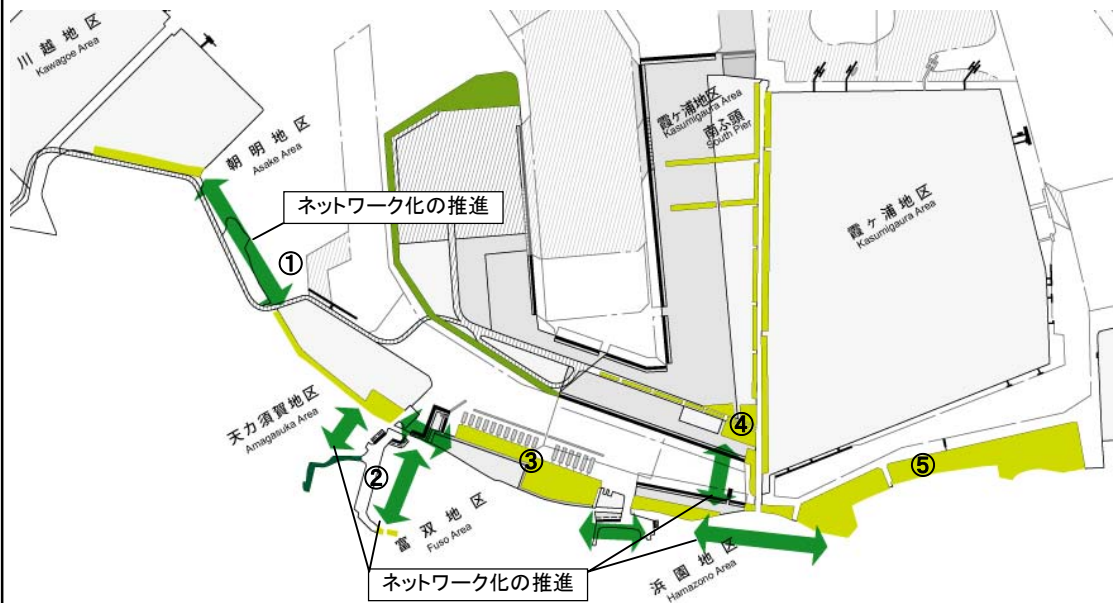 川越地区
Kawagoe Area
朝明地区
Asake Area
ネットワーク化の推進
①
霞ヶ浦地区
Kasumigaura Area
南ふ頭
South Pier
霞ヶ浦地区
Kasumigaura Area
天カ須賀地区
Amagasuka Area
②
③
④
⑤
富双地区
Fuso Area
ネットワーク化の推進
浜園地区
Hamazono Area